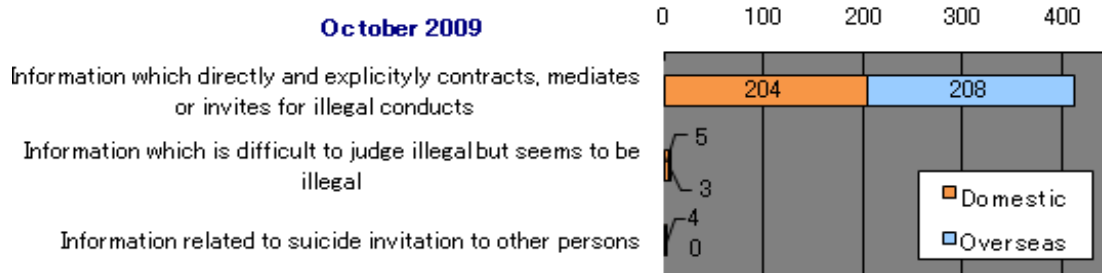 October 2009
0 100 200 300 400
Information which directly and explicityly contracts, mediates
or invites for illegal conducts
204 208
Information which is difficult to judge illegal but seems to be
illegal
5
3
Information related to suicide invitation to other persons
4
0
Domestic
Overseas